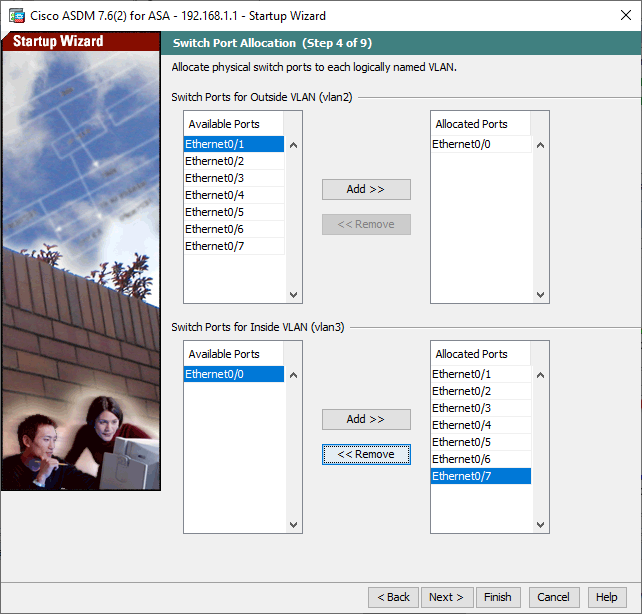 Cisco ASDM 7.6(2) for ASA - 192.168.1.1 - Startup Wizard
Startup Wizard
Switch Port Allocation (Step 4 of 9)
Allocate physical switch ports to each logically named VLAN.
Switch Ports for Outside VLAN (vlan2)
Available Ports
Ethernet0/1
Ethernet0/2
Ethernet0/3
Ethernet0/4
Ethernet0/5
Ethernet0/6
Ethernet0/7
Add >>
<< Remove
Allocated Ports
Ethernet0/0
Switch Ports for Inside VLAN (vlan3)
Available Ports
Ethernet0/0
Add >>
<< Remove
Allocated Ports
Ethernet0/1
Ethernet0/2
Ethernet0/3
Ethernet0/4
Ethernet0/5
Ethernet0/6
Ethernet0/7
< Back Next > Finish Cancel Help